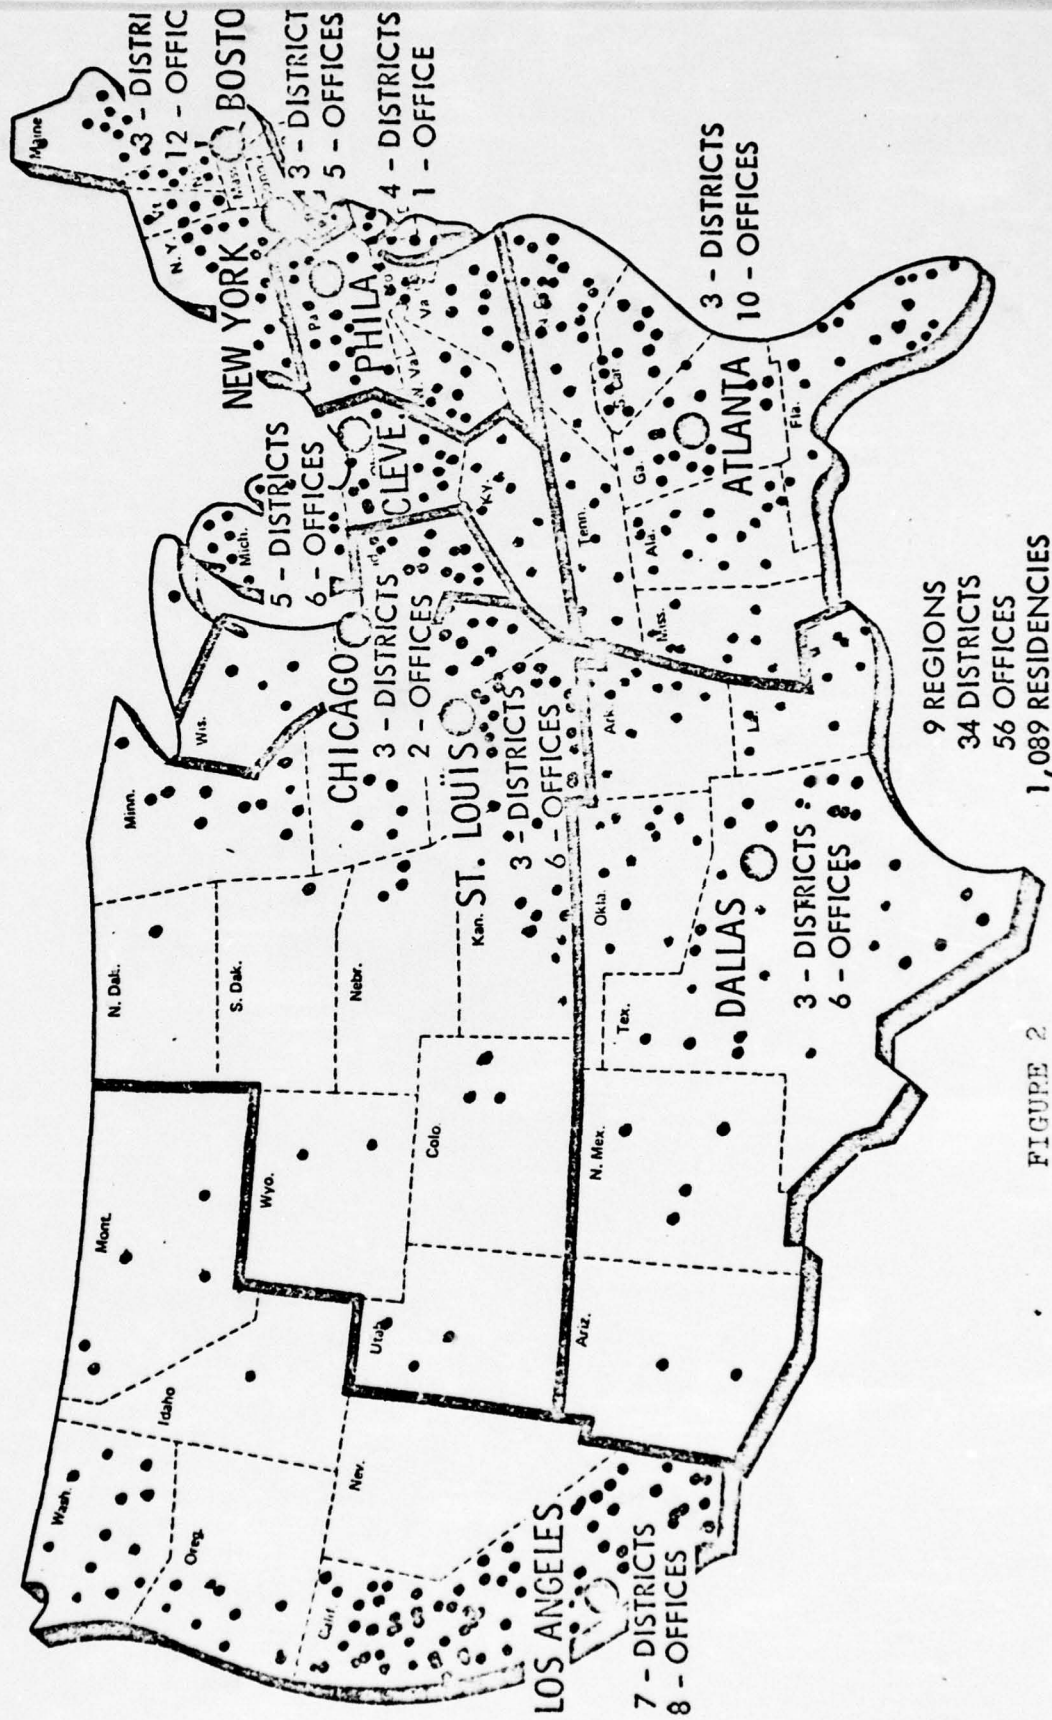 Maine
3 - DISTRI
12 - OFFIC
BOSTO
N. Y.
Vt
Mass
NEW YORK
3 - DISTRICT
5 - OFFICES
Pa
PHILA
4 - DISTRICTS
1 - OFFICE
Va
W. Va.
CLEVE.
5 - DISTRICTS
6 - OFFICES
Mich.
Wis.
CHICAGO
3 - DISTRICTS
2 - OFFICES
Minn.
N. Dak.
S. Dak.
Nebr.
Kan.
ST. LOUIS
3 - DISTRICTS
6 - OFFICES
Ky.
Tenn.
S. Car.
Ga.
Ala.
Miss.
Fla.
ATLANTA
3 - DISTRICTS
10 - OFFICES
Ark.
La.
Okla.
Tex.
DALLAS
3 - DISTRICTS
6 - OFFICES
Mont.
Wyo.
Colo.
N. Mex.
Idaho
Utah
Ariz.
Wash.
Oreg.
Nev.
Calif.
LOS ANGELES
7 - DISTRICTS
8 - OFFICES
9 REGIONS
34 DISTRICTS
56 OFFICES
1,089 RESIDENCIES
FIGURE 2